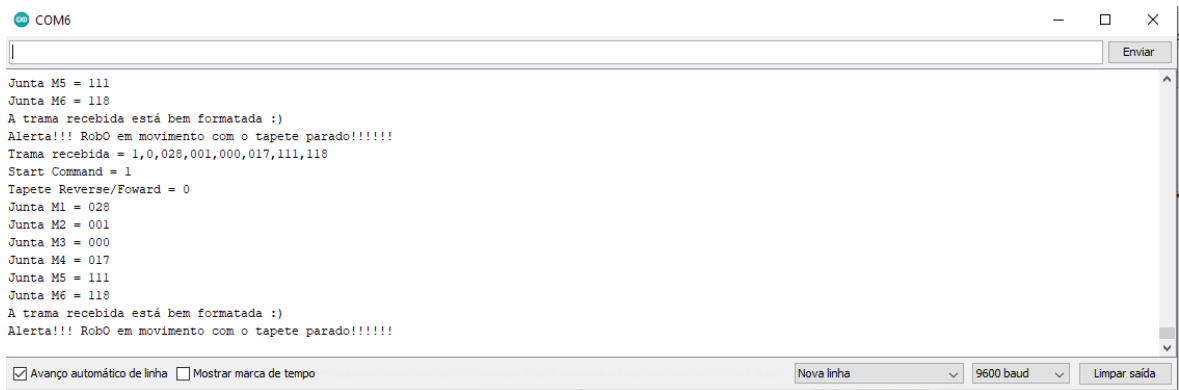 COM6
Enviar
Junta M5 = 111
Junta M6 = 118
A trama recebida está bem formatada :)
Alerta!!! RobO em movimento com o tapete parado!!!!!!
Trama recebida = 1,0,028,001,000,017,111,118
Start Command = 1
Tapete Reverse/Foward = 0
Junta M1 = 028
Junta M2 = 001
Junta M3 = 000
Junta M4 = 017
Junta M5 = 111
Junta M6 = 118
A trama recebida está bem formatada :)
Alerta!!! RobO em movimento com o tapete parado!!!!!!
Avanço automático de linha Mostrar marca de tempo Nova linha 9600 baud Limpar saída